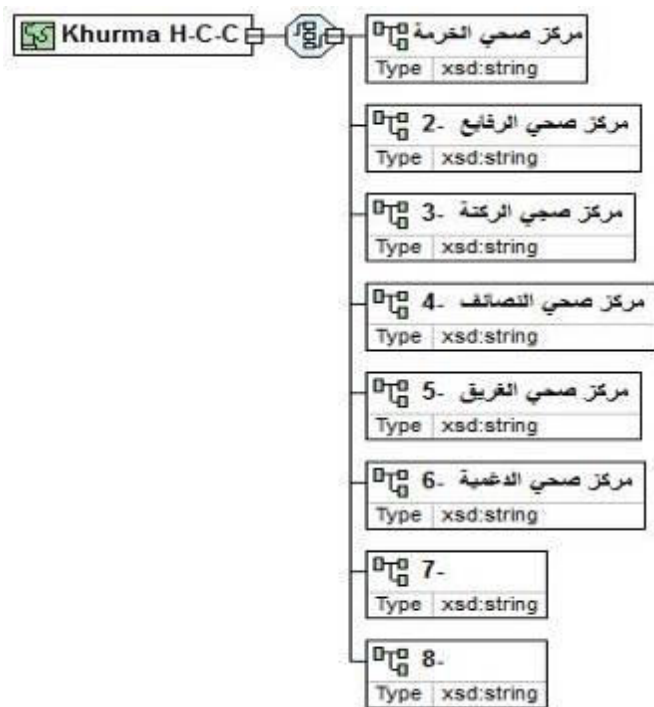 Khurma H-C-C
مركز صحي الخرمة
Type xsd:string
2- مركز صحي الرفايع
Type xsd:string
3- مركز صجي الركنة
Type xsd:string
4- مركز صحي النصائف
Type xsd:string
5- مركز صحي الغريق
Type xsd:string
6- مركز صحي الدغمية
Type xsd:string
7-
Type xsd:string
8-
Type xsd:string